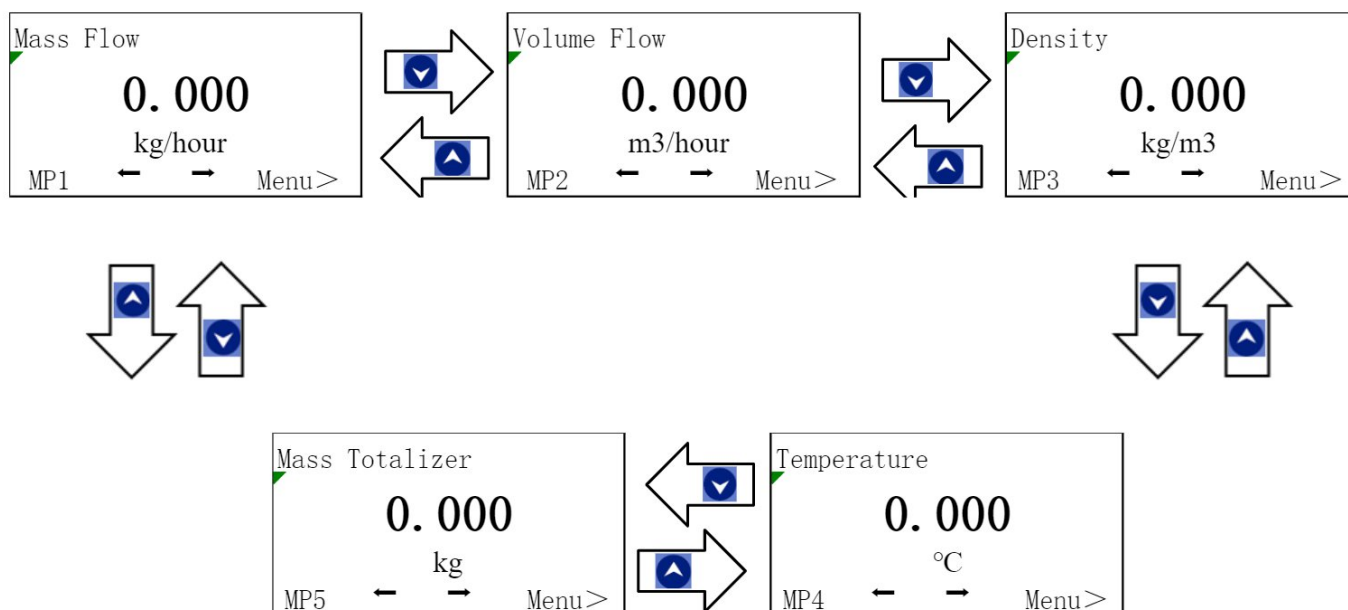 Mass Flow
0.000
kg/hour
MP1 ← → Menu>
Volume Flow
0.000
m3/hour
MP2 ← → Menu>
Density
0.000
kg/m3
MP3 ← → Menu>
Mass Totalizer
0.000
kg
MP5 ← → Menu>
Temperature
0.000
°C
MP4 ← → Menu>